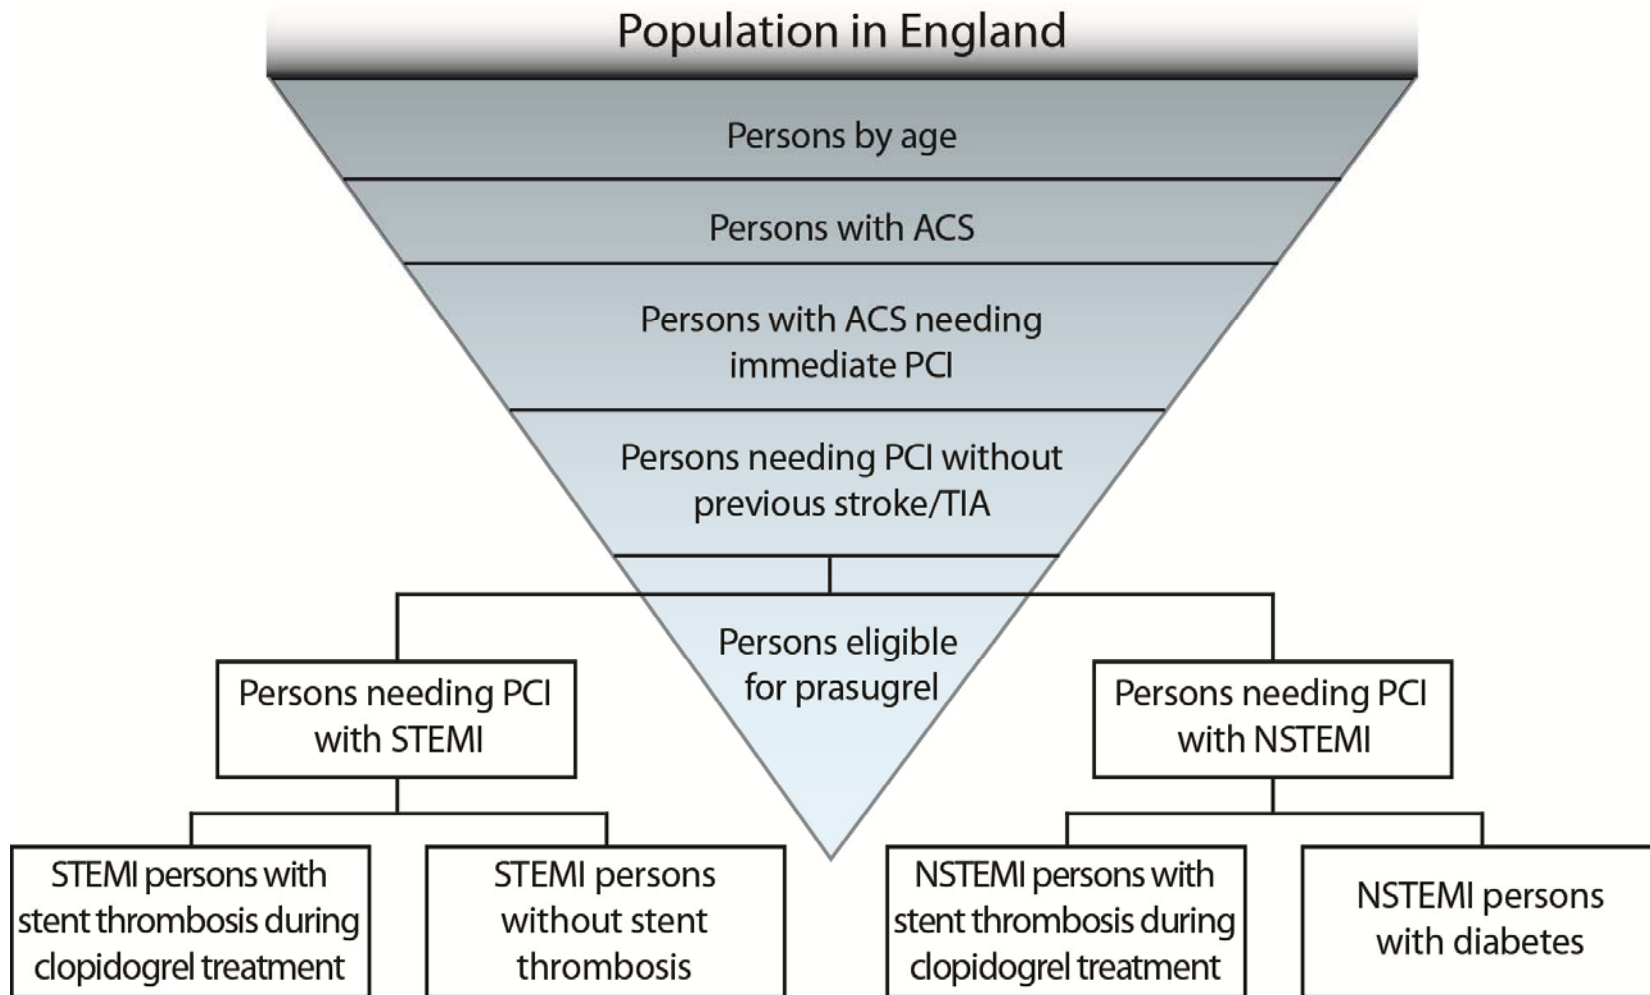 Population in England
Persons by age
Persons with ACS
Persons with ACS needing
immediate PCI
Persons needing PCI without
previous stroke/TIA
Persons eligible
for prasugrel
Persons needing PCI
with STEMI
Persons needing PCI
with NSTEMI
STEMI persons with
stent thrombosis during
clopidogrel treatment
STEMI persons
without stent
thrombosis
NSTEMI persons with
stent thrombosis during
clopidogrel treatment
NSTEMI persons
with diabetes